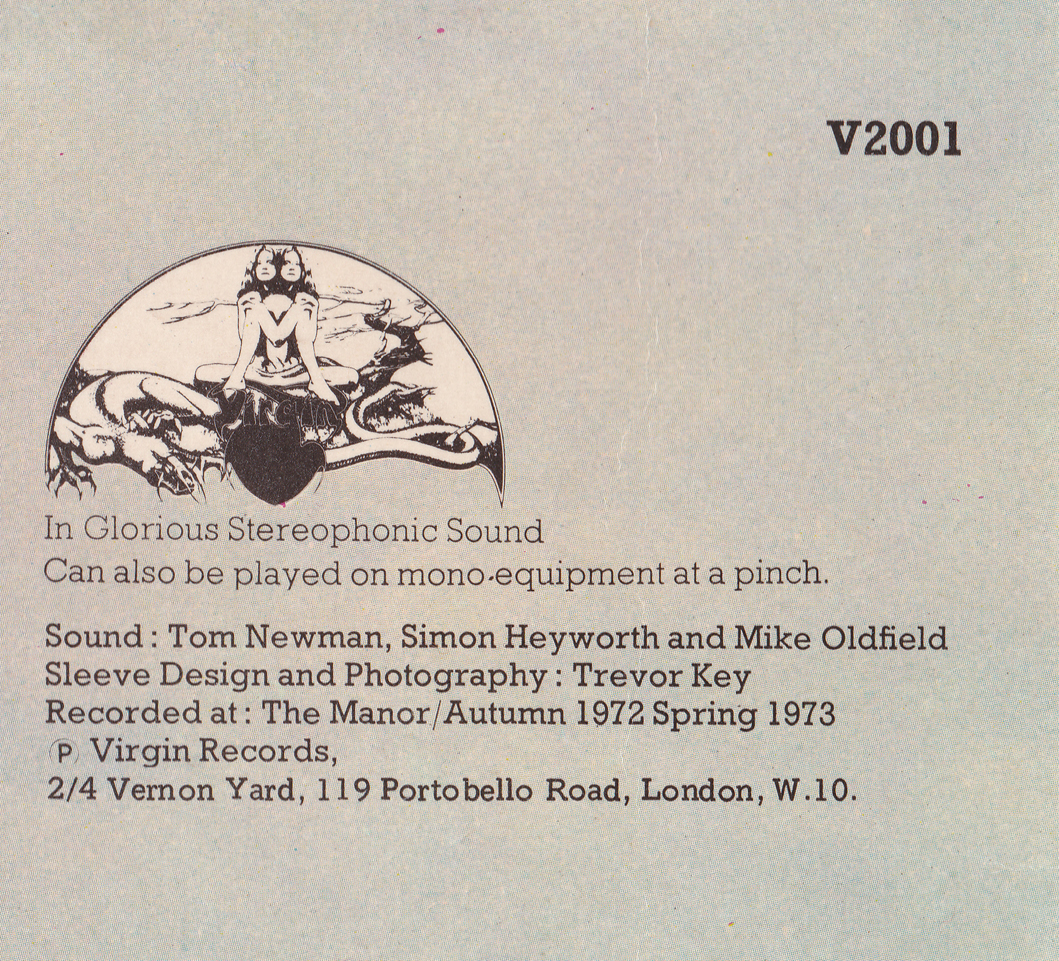 V2001
Virgin
In Glorious Stereophonic Sound
Can also be played on mono-equipment at a pinch.
Sound : Tom Newman, Simon Heyworth and Mike Oldfield
Sleeve Design and Photography : Trevor Key
Recorded at : The Manor/Autumn 1972 Spring 1973
Ⓟ Virgin Records,
2/4 Vernon Yard, 119 Portobello Road, London, W.10.